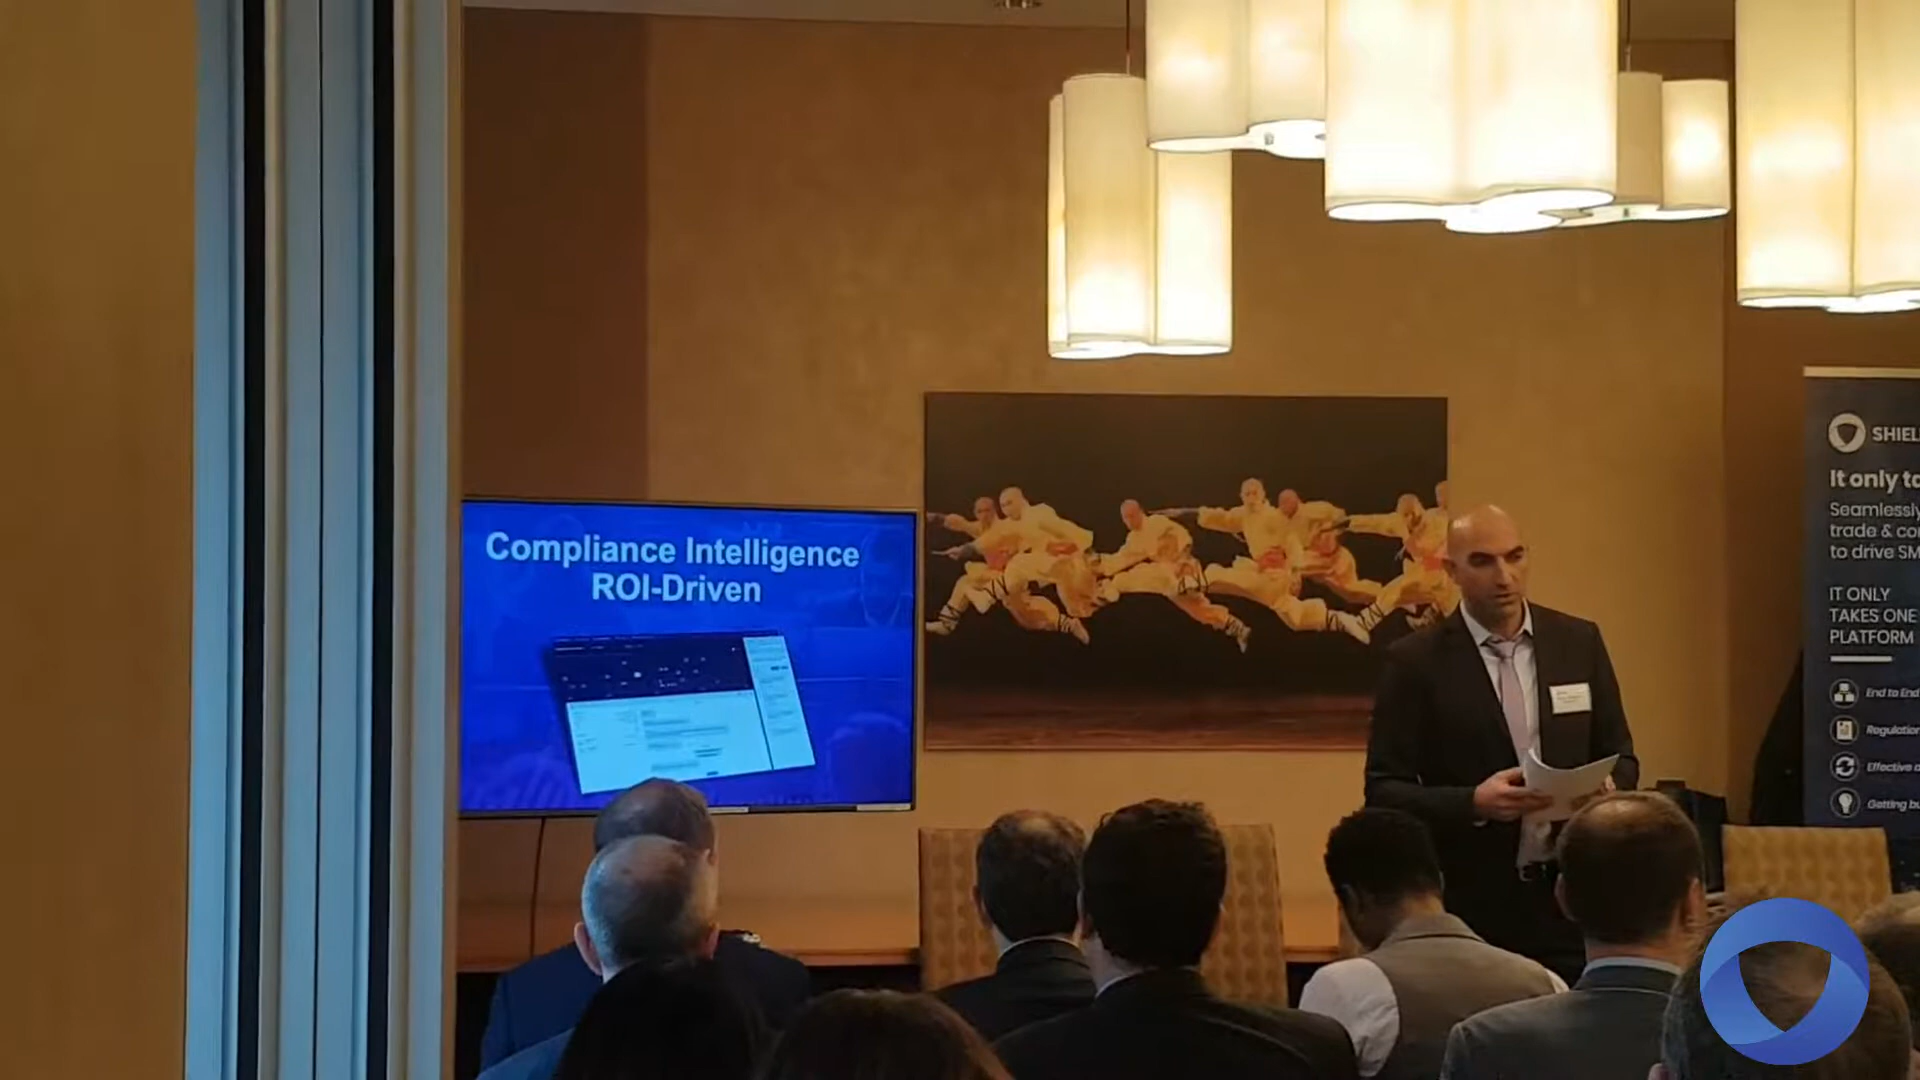 Compliance Intelligence
ROI-Driven
SHIEL
It only ta
Seamlessly
trade & co
to drive SM
IT ONLY
TAKES ONE
PLATFORM
End to End
Regulation
Effective
Getting bu